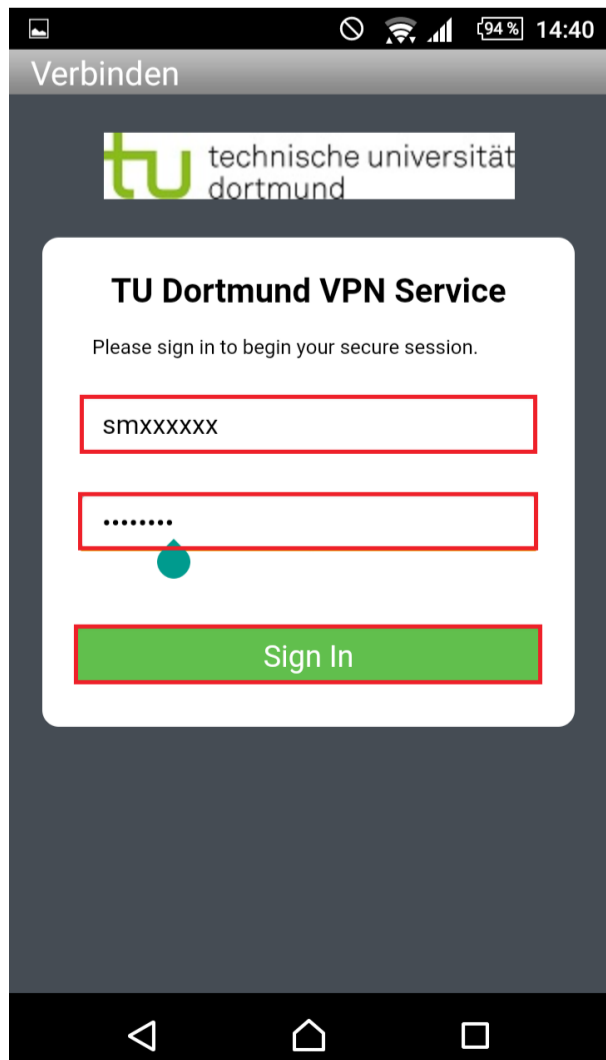 94 % 14:40
Verbinden
tu technische universität
dortmund
TU Dortmund VPN Service
Please sign in to begin your secure session.
smxxxxxx
••••••••
Sign In